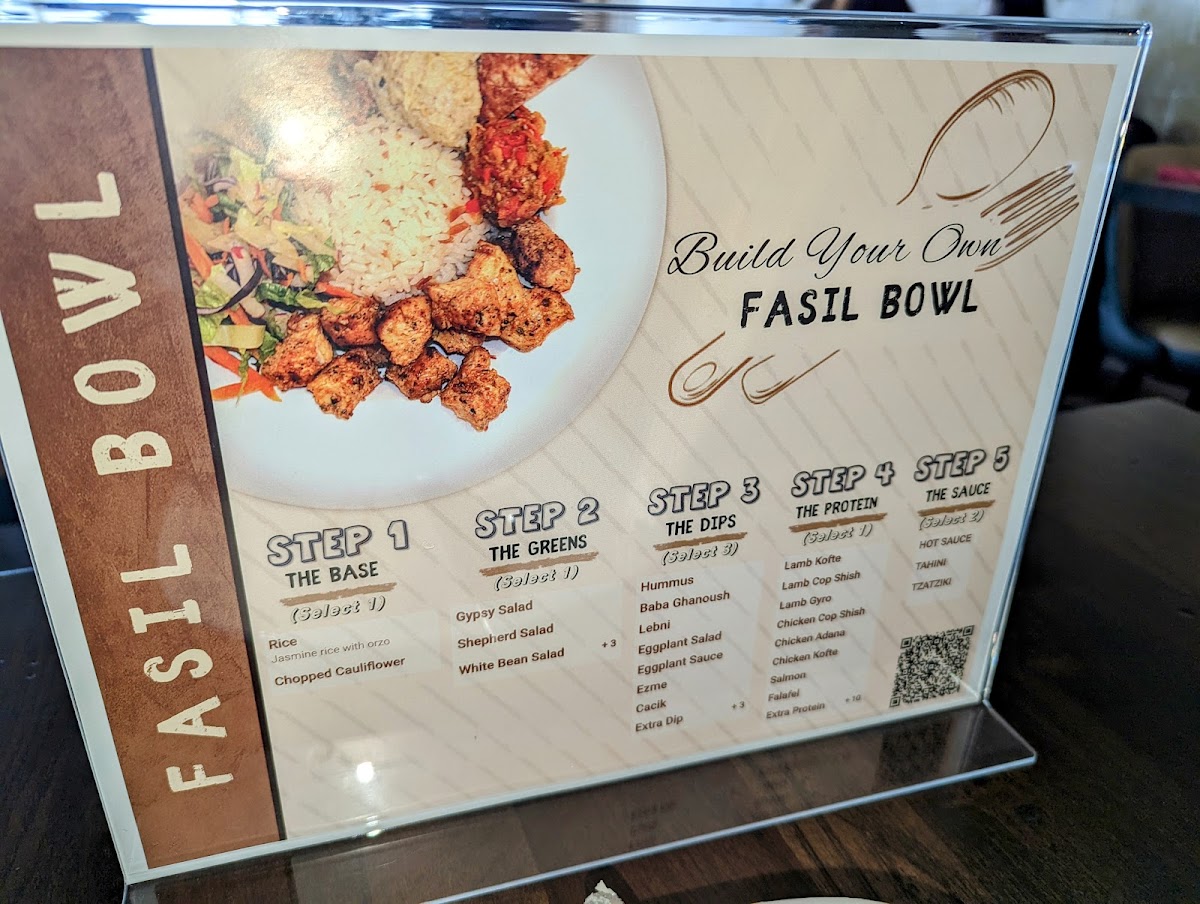 FASIL BOWL
Build Your Own
FASIL BOWL
STEP 1
THE BASE
(Select 1)
Rice
Jasmine rice with orzo
Chopped Cauliflower
STEP 2
THE GREENS
(Select 1)
Gypsy Salad
Shepherd Salad +3
White Bean Salad
STEP 3
THE DIPS
(Select 3)
Hummus
Baba Ghanoush
Lebni
Eggplant Salad
Eggplant Sauce
Ezme
Cacik
Extra Dip +3
STEP 4
THE PROTEIN
(Select 1)
Lamb Kofte
Lamb Cop Shish
Lamb Gyro
Chicken Cop Shish
Chicken Adana
Chicken Kofte
Salmon
Falafel
Extra Protein +10
STEP 5
THE SAUCE
(Select 2)
HOT SAUCE
TAHINI
TZATZIKI